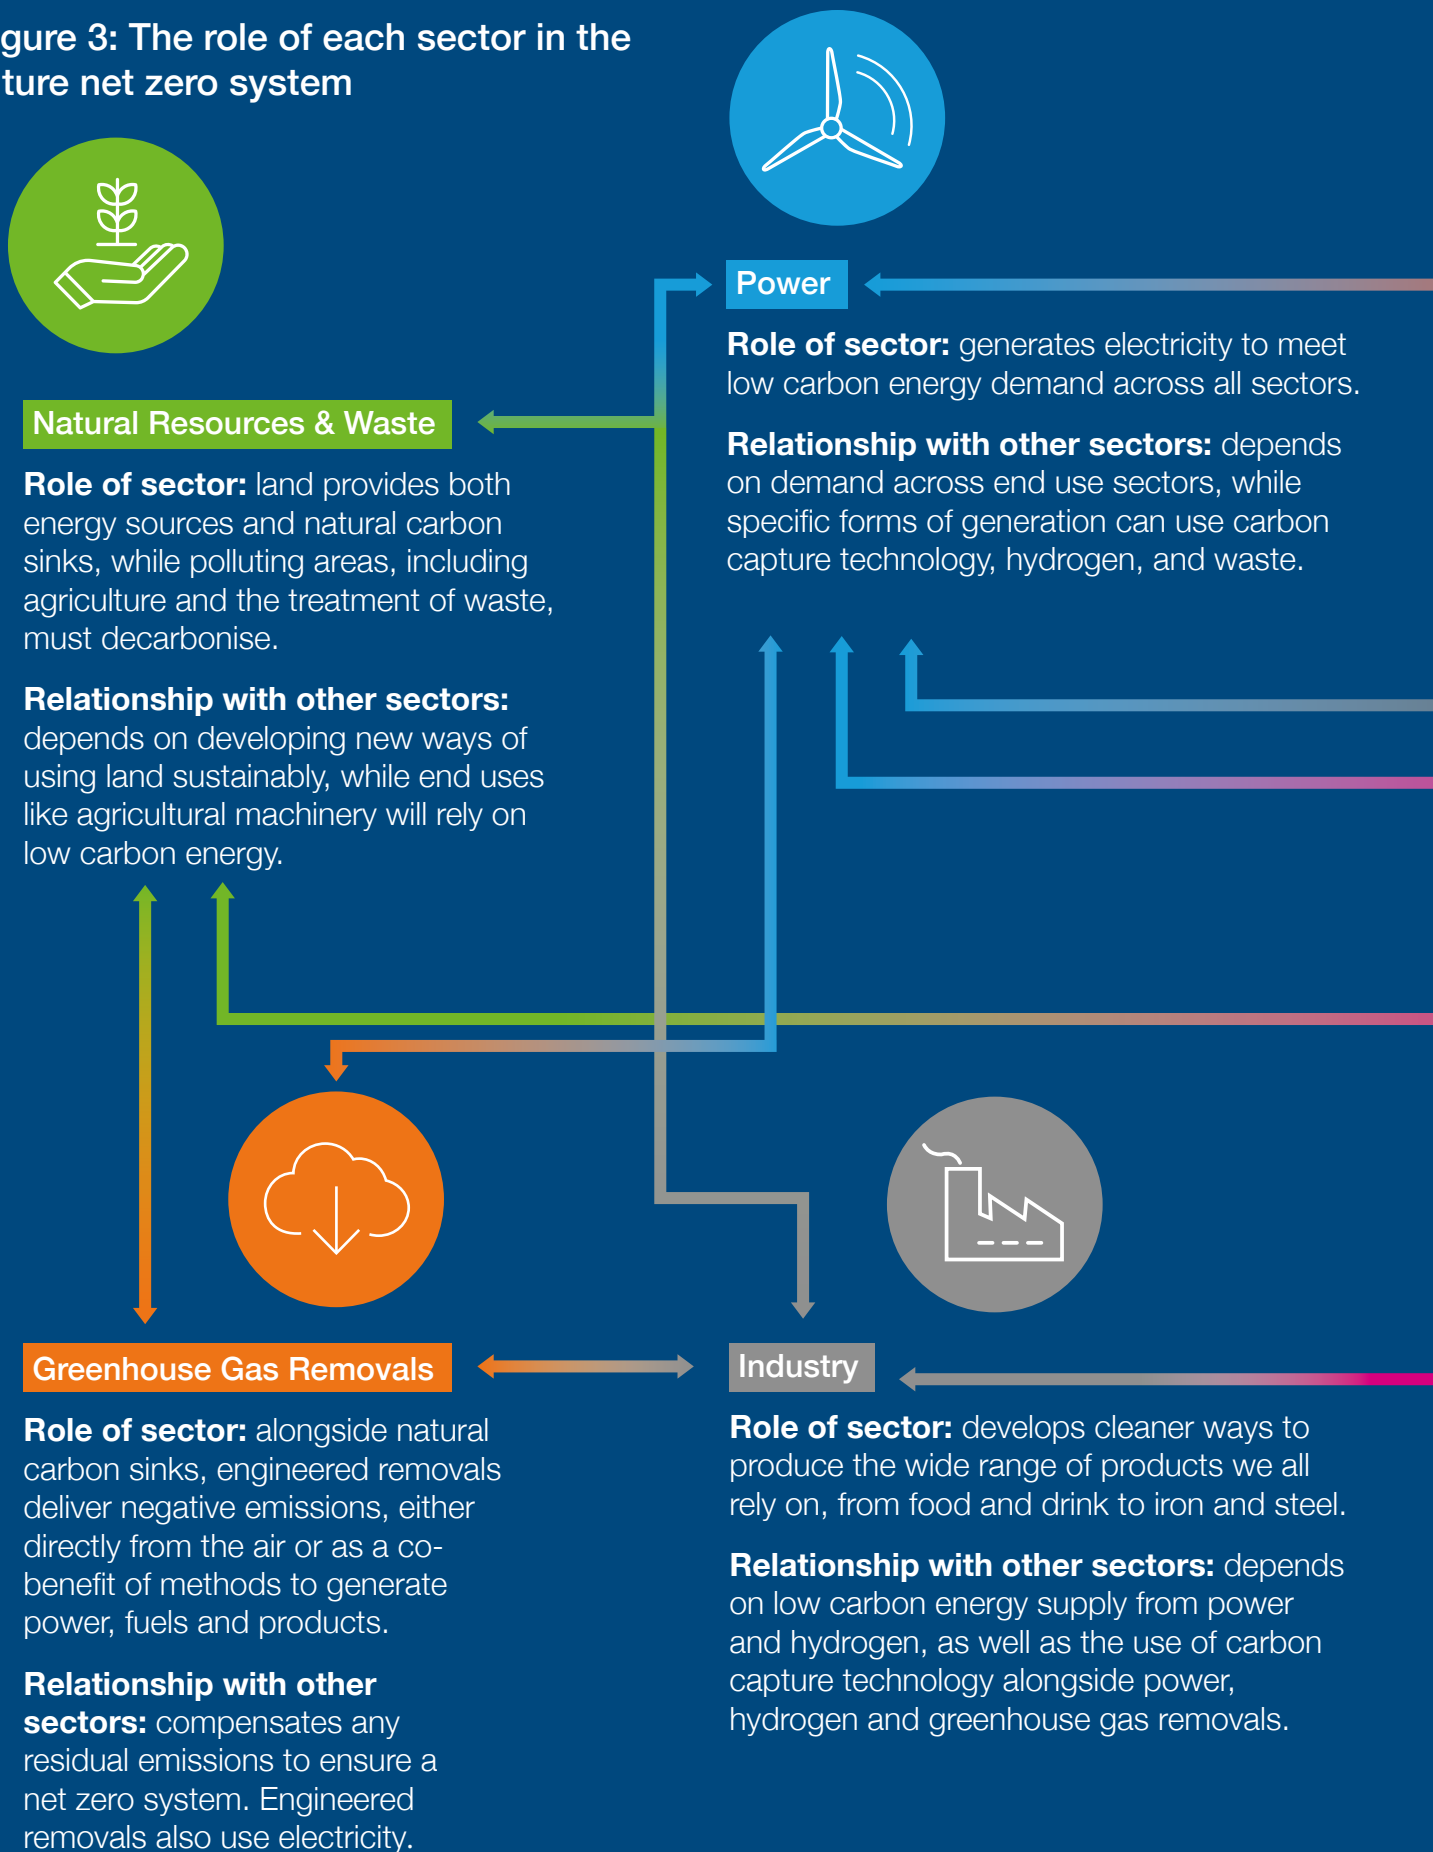 gure 3: The role of each sector in the
ture net zero system
Natural Resources & Waste
Role of sector: land provides both
energy sources and natural carbon
sinks, while polluting areas, including
agriculture and the treatment of waste,
must decarbonise.
Relationship with other sectors:
depends on developing new ways of
using land sustainably, while end uses
like agricultural machinery will rely on
low carbon energy.
Power
Role of sector: generates electricity to meet
low carbon energy demand across all sectors.
Relationship with other sectors: depends
on demand across end use sectors, while
specific forms of generation can use carbon
capture technology, hydrogen, and waste.
Greenhouse Gas Removals
Role of sector: alongside natural
carbon sinks, engineered removals
deliver negative emissions, either
directly from the air or as a co-
benefit of methods to generate
power, fuels and products.
Relationship with other
sectors: compensates any
residual emissions to ensure a
net zero system. Engineered
removals also use electricity.
Industry
Role of sector: develops cleaner ways to
produce the wide range of products we all
rely on, from food and drink to iron and steel.
Relationship with other sectors: depends
on low carbon energy supply from power
and hydrogen, as well as the use of carbon
capture technology alongside power,
hydrogen and greenhouse gas removals.